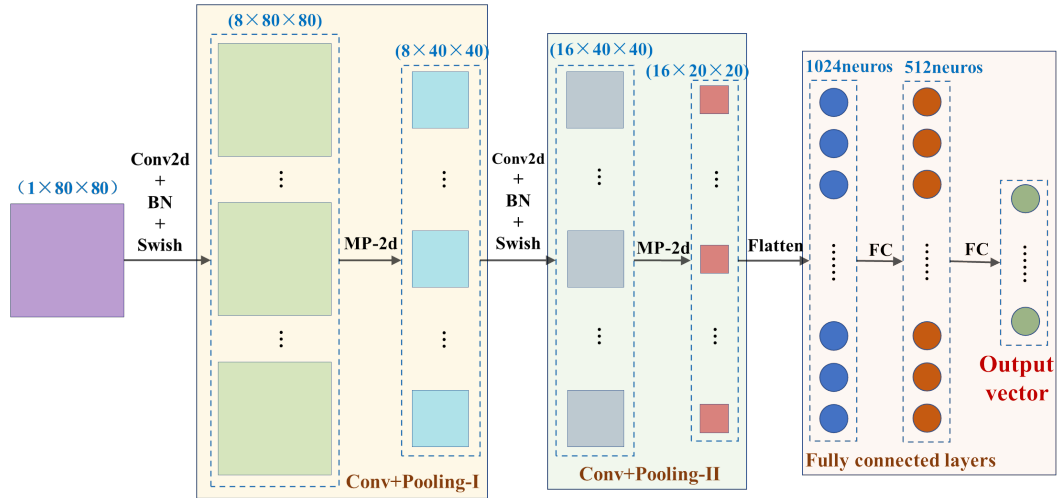 (8×80×80)
(8×40×40)
(16×40×40)
(16×20×20)
1024neuros
512neuros
Conv2d
+
BN
+
Swish
(1×80×80)
MP-2d
Conv2d
+
BN
+
Swish
MP-2d
Flatten
FC
FC
Output
vector
Conv+Pooling-I
Conv+Pooling-II
Fully connected layers